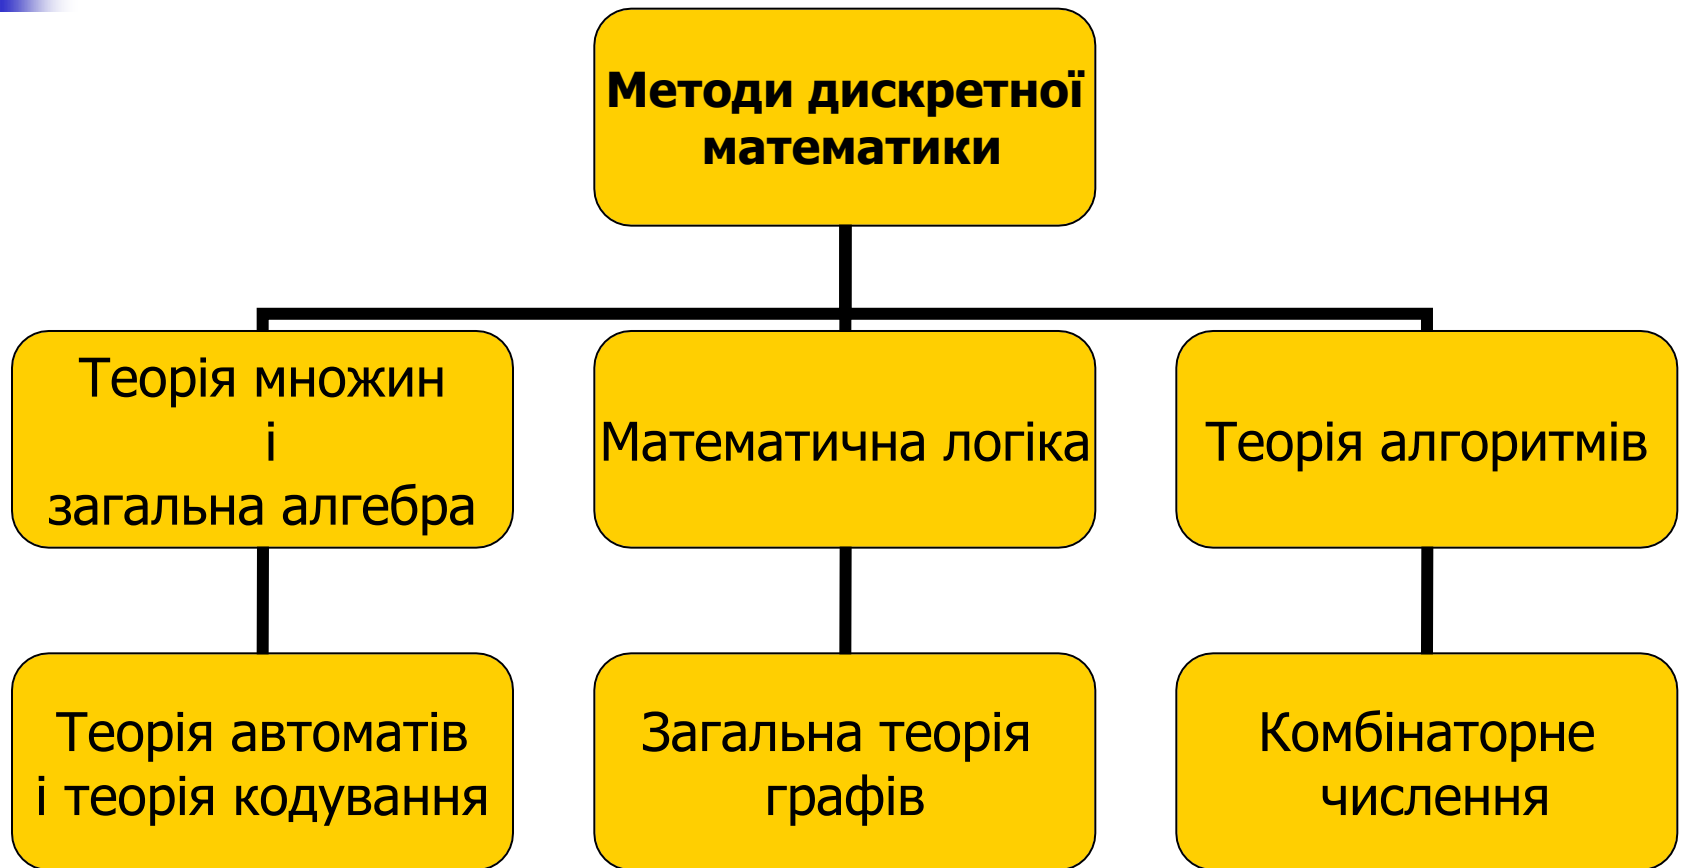 Методи дискретної
математики
Теорія множин
і
загальна алгебра
Математична логіка
Теорія алгоритмів
Теорія автоматів
і теорія кодування
Загальна теорія
графів
Комбінаторне
числення